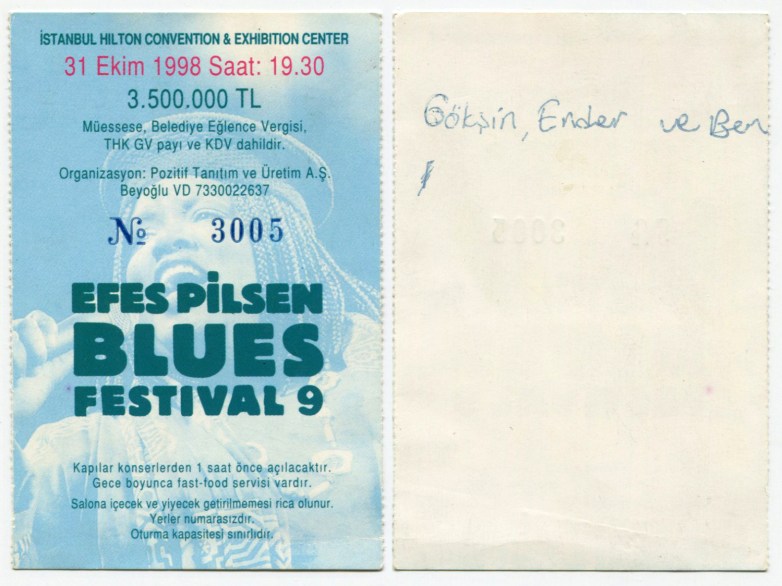 İSTANBUL HILTON CONVENTION & EXHIBITION CENTER
31 Ekim 1998 Saat: 19.30
3.500.000 TL
Müessese, Belediye Eğlence Vergisi,
THK GV payı ve KDV dahildir.
Organizasyon: Pozitif Tanıtım ve Üretim A.Ş.
Beyoğlu VD 7330022637
№ 3005
EFES PİLSEN
BLUES
FESTIVAL 9
Kapılar konserlerden 1 saat önce açılacaktır.
Gece boyunca fast-food servisi vardır.
Salona içecek ve yiyecek getirilmemesi rica olunur.
Yerler numarasızdır.
Oturma kapasitesi sınırlıdır.
Gökşin, Ender ve Ben